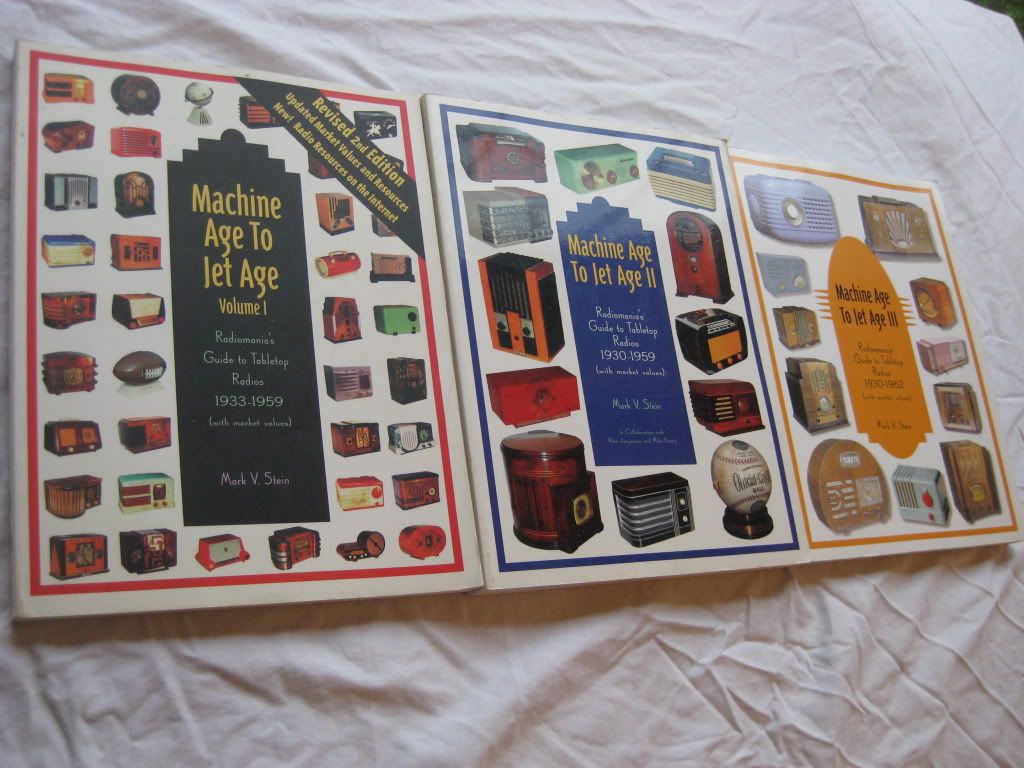 Revised 2nd Edition
Updated Market Values and Resources
New! Radio Resources on the Internet
Machine
Age To
Jet Age
Volume I
Radiomania's
Guide to Tabletop
Radios
1933-1959
(with market values)
Mark V. Stein
Machine Age
To Jet Age II
Radiomania's
Guide to Tabletop
Radios
1930-1959
(with market values)
Mark V. Stein
In Collaboration with
Machine Age
To Jet Age III
Radiomania's
Guide to Tabletop
Radios
1930-1962
(with market values)
Mark V. Stein